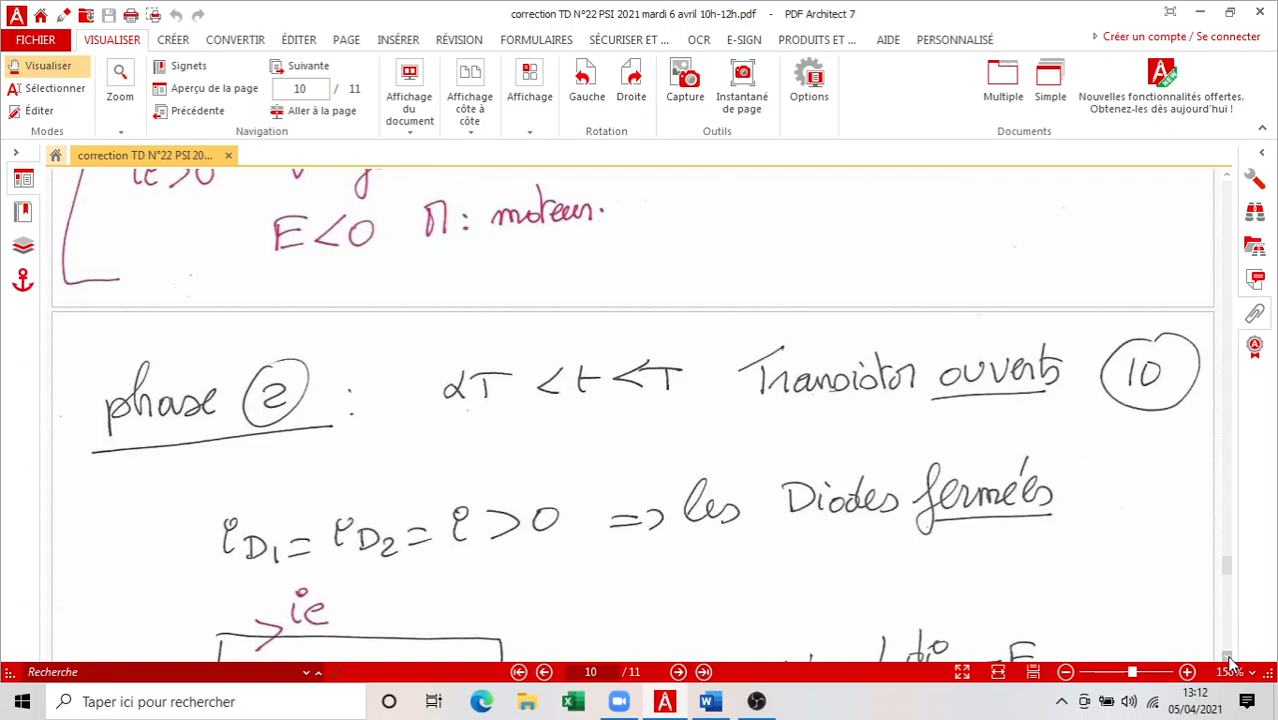 correction TD N°22 PSI 2021 mardi 6 avril 10h-12h.pdf - PDF Architect 7
FICHIER VISUALISER CRÉER CONVERTIR ÉDITER PAGE INSÉRER RÉVISION FORMULAIRES SÉCURISER ET ... OCR E-SIGN PRODUITS ET ... AIDE PERSONNALISÉ
Créer un compte / Se connecter
Visualiser
Sélectionner
Éditer
Modes
Zoom
Signets
Aperçu de la page
Précédente
Suivante
10 / 11
Aller à la page
Navigation
Affichage du document
Affichage côte à côte
Affichage
Gauche
Droite
Rotation
Capture
Instantané de page
Outils
Options
Multiple
Simple
Documents
Nouvelles fonctionnalités offertes.
Obtenez-les dès aujourd'hui !
correction TD N°22 PSI 20...
ie>0
E<0 M: moteur.
phase 2 : αT < t < T Transistor ouverts 10
iD1 = iD2 = i > 0 => les Diodes fermées
ie
Recherche
10 / 11
150%
Taper ici pour rechercher
13:12
05/04/2021